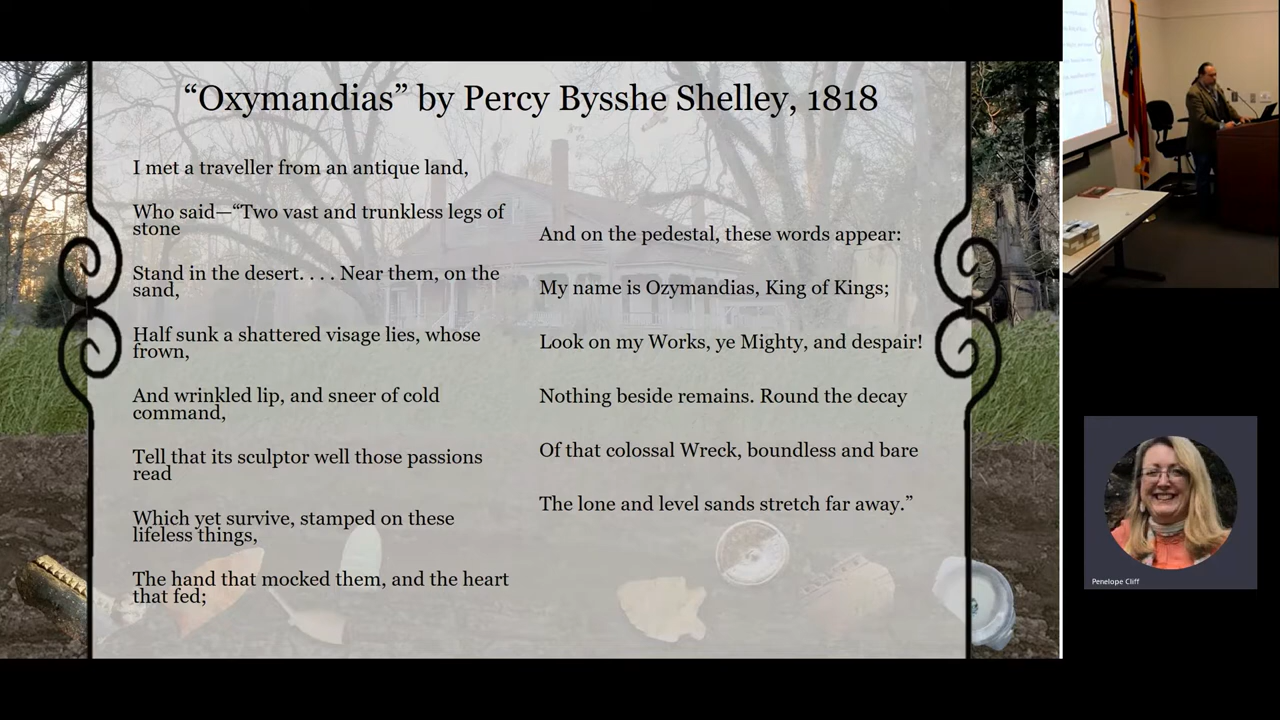 “Oxymandias” by Percy Bysshe Shelley, 1818
I met a traveller from an antique land,
Who said—“Two vast and trunkless legs of
stone
Stand in the desert. . . . Near them, on the
sand,
Half sunk a shattered visage lies, whose
frown,
And wrinkled lip, and sneer of cold
command,
Tell that its sculptor well those passions
read
Which yet survive, stamped on these
lifeless things,
The hand that mocked them, and the heart
that fed;
And on the pedestal, these words appear:
My name is Ozymandias, King of Kings;
Look on my Works, ye Mighty, and despair!
Nothing beside remains. Round the decay
Of that colossal Wreck, boundless and bare
The lone and level sands stretch far away.”
Penelope Cliff